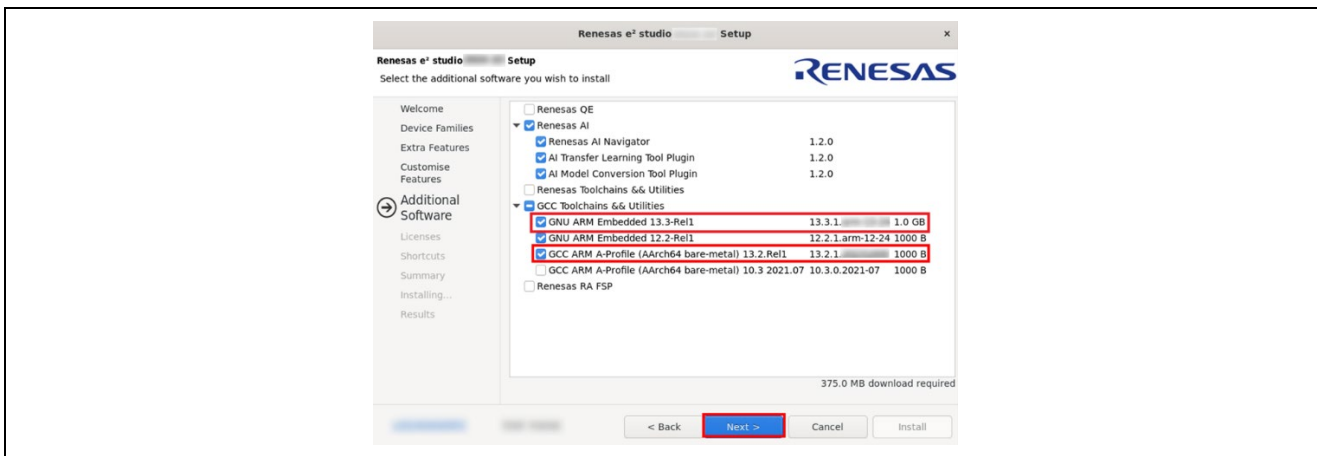 Renesas e² studio Setup x
Renesas e² studio Setup
Select the additional software you wish to install
RENESAS
Welcome
Device Families
Extra Features
Customise
Features
Additional
Software
Licenses
Shortcuts
Summary
Installing...
Results
Renesas QE
Renesas AI
Renesas AI Navigator 1.2.0
AI Transfer Learning Tool Plugin 1.2.0
AI Model Conversion Tool Plugin 1.2.0
Renesas Toolchains && Utilities
GCC Toolchains && Utilities
GNU ARM Embedded 13.3-Rel1 13.3.1. 1.0 GB
GNU ARM Embedded 12.2-Rel1 12.2.1.arm-12-24 1000 B
GCC ARM A-Profile (AArch64 bare-metal) 13.2.Rel1 13.2.1. 1000 B
GCC ARM A-Profile (AArch64 bare-metal) 10.3 2021.07 10.3.0.2021-07 1000 B
Renesas RA FSP
375.0 MB download required
< Back Next > Cancel Install